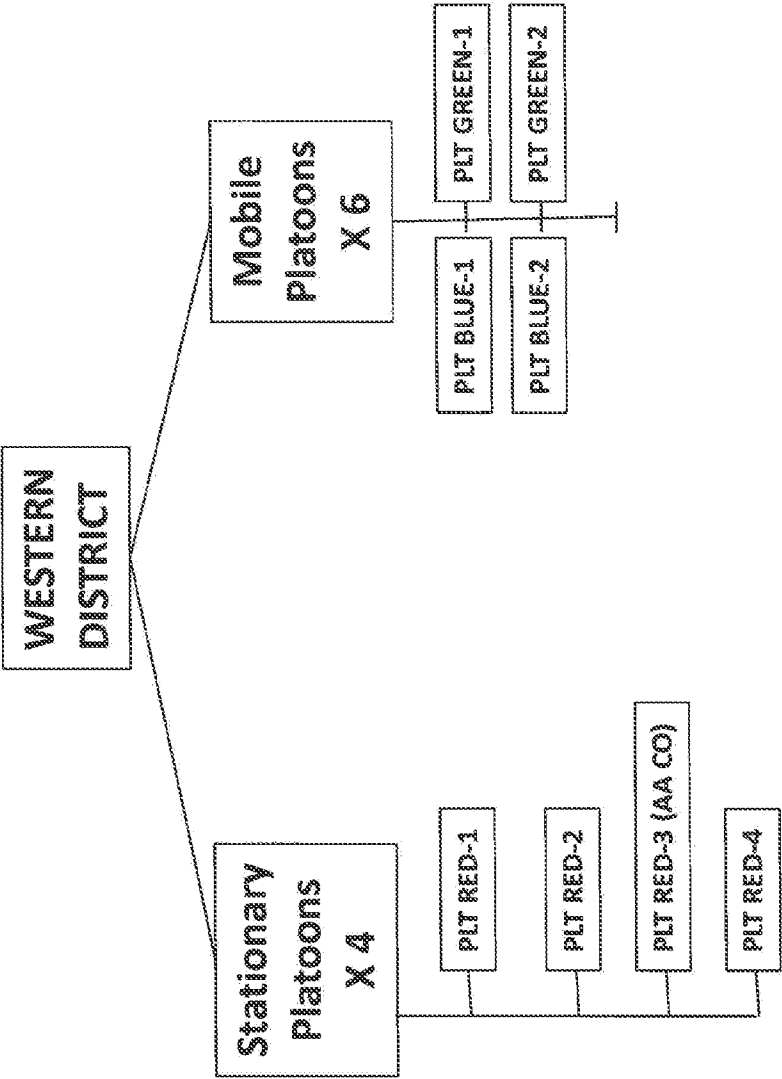 WESTERN
DISTRICT
Stationary
Platoons
X 4
PLT RED-1
PLT RED-2
PLT RED-3 (AA CO)
PLT RED-4
Mobile
Platoons
X 6
PLT BLUE-1
PLT GREEN-1
PLT BLUE-2
PLT GREEN-2